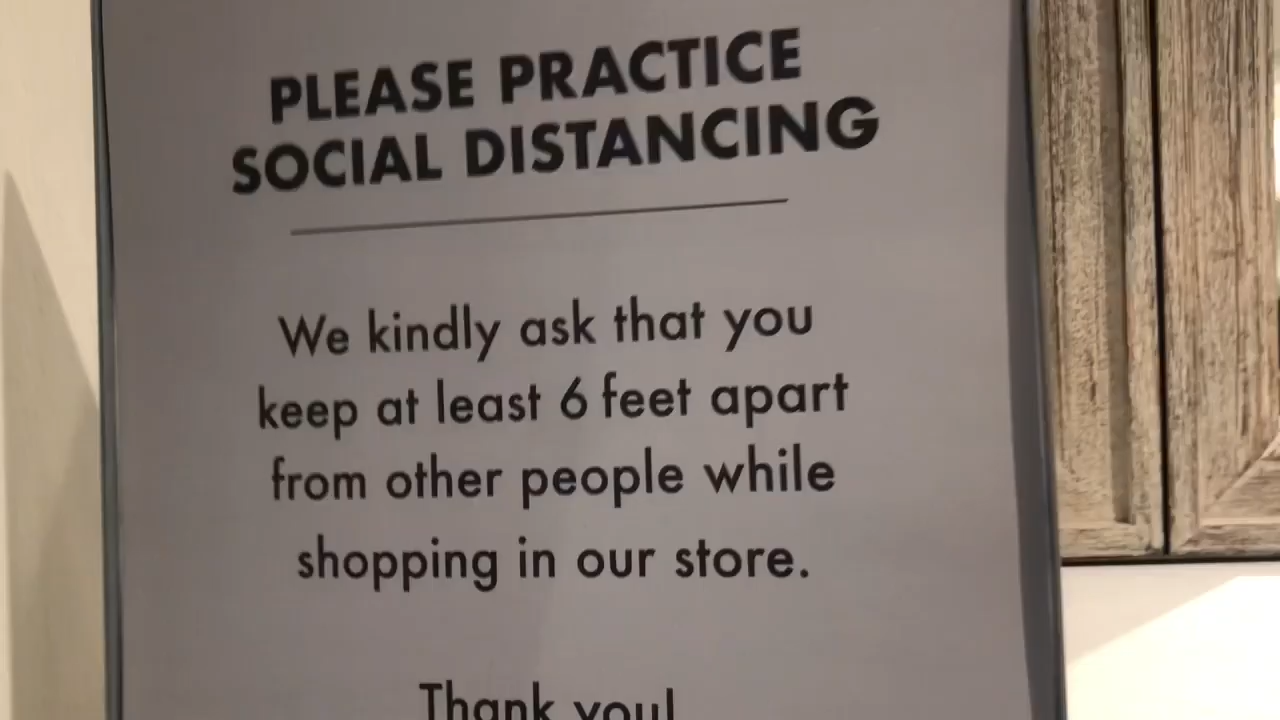 PLEASE PRACTICE
SOCIAL DISTANCING
We kindly ask that you
keep at least 6 feet apart
from other people while
shopping in our store.
Thank you!